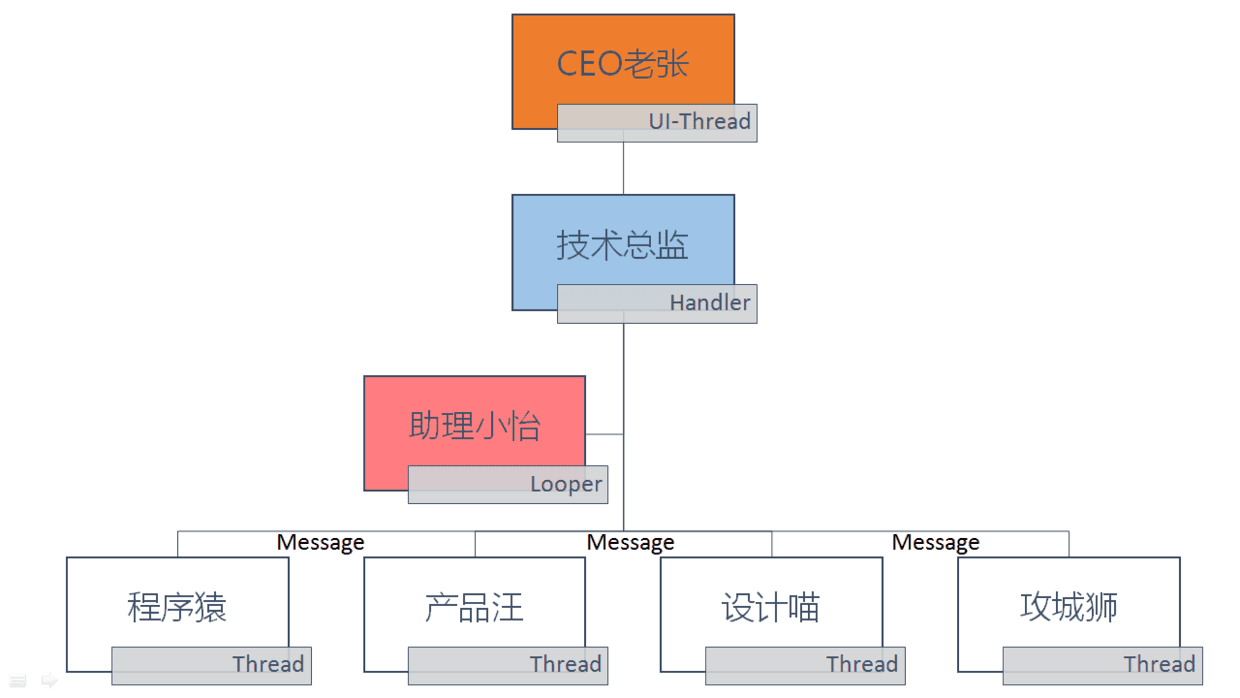 CEO老张
UI-Thread
技术总监
Handler
助理小怡
Looper
Message
Message
Message
程序猿
产品汪
设计喵
攻城狮
Thread
Thread
Thread
Thread